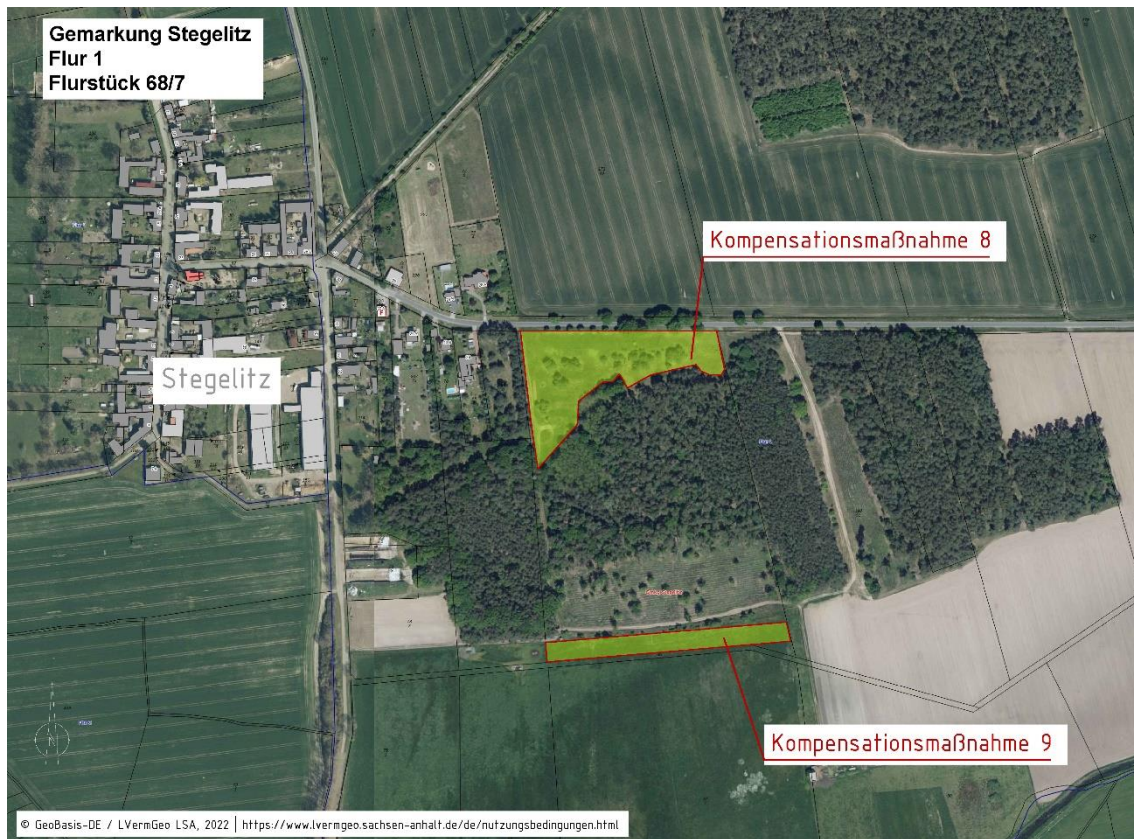 Gemarkung Stegelitz
Flur 1
Flurstück 68/7
Kompensationsmaßnahme 8
Stegelitz
Kompensationsmaßnahme 9
N
© GeoBasis-DE / LVermGeo LSA, 2022 | https://www.lvermgeo.sachsen-anhalt.de/de/nutzungsbedingungen.html